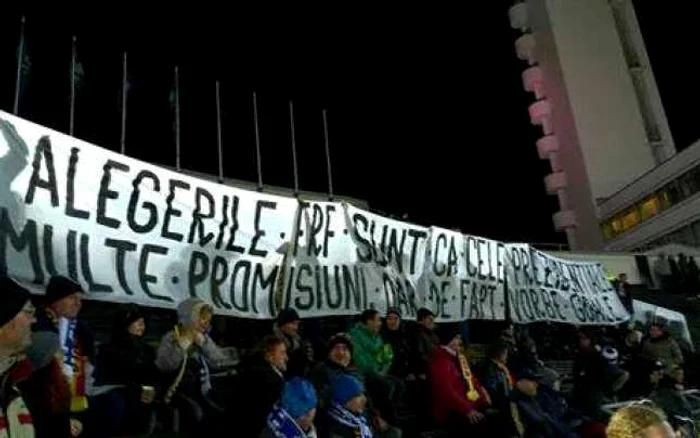 ALEGERILE · FRF · SUNT · CA · CELE PREZIDENȚIALE
MULTE · PROMISIUNI · DAR · DE · FAPT · VORBE · GOALE